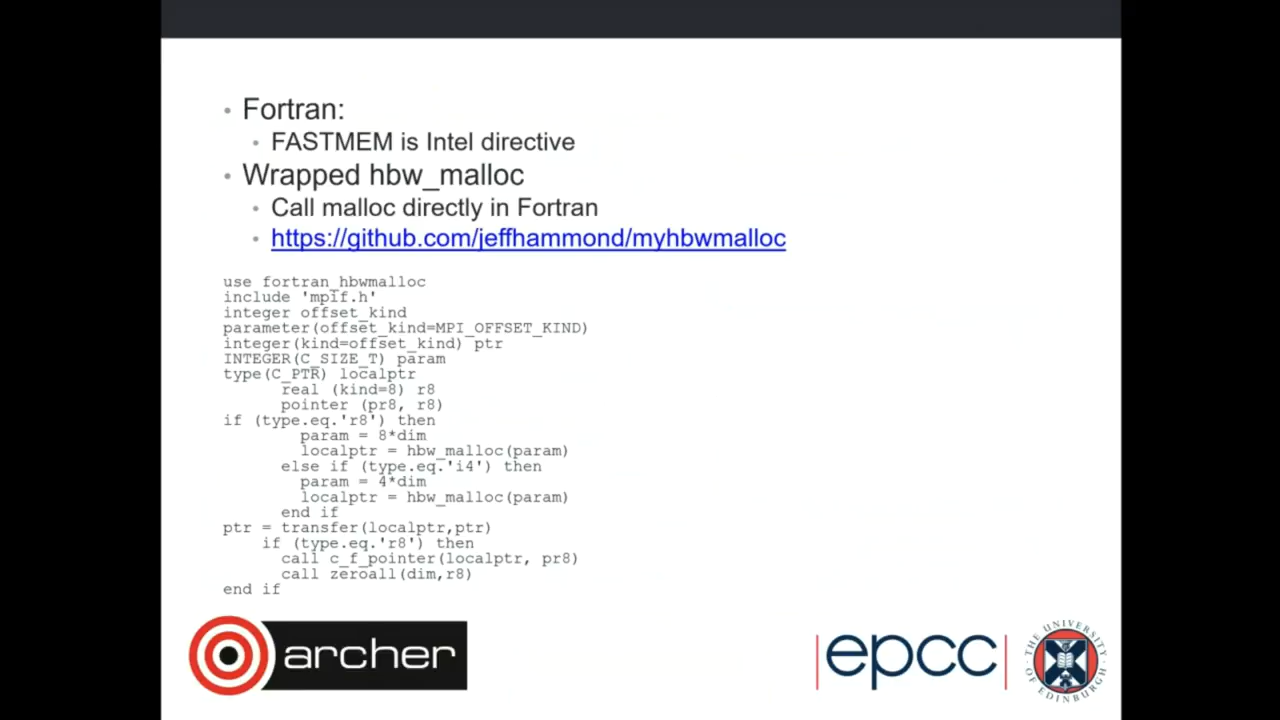 • Fortran:
• FASTMEM is Intel directive
• Wrapped hbw_malloc
• Call malloc directly in Fortran
• https://github.com/jeffhammond/myhbwmalloc
use fortran_hbwmalloc
include 'mpif.h'
integer offset_kind
parameter(offset_kind=MPI_OFFSET_KIND)
integer(kind=offset_kind) ptr
INTEGER(C_SIZE_T) param
type(C_PTR) localptr
real (kind=8) r8
pointer (pr8, r8)
if (type.eq.'r8') then
param = 8*dim
localptr = hbw_malloc(param)
else if (type.eq.'i4') then
param = 4*dim
localptr = hbw_malloc(param)
end if
ptr = transfer(localptr,ptr)
if (type.eq.'r8') then
call c_f_pointer(localptr, pr8)
call zeroall(dim,r8)
end if
archer
epcc
THE UNIVERSITY OF EDINBURGH